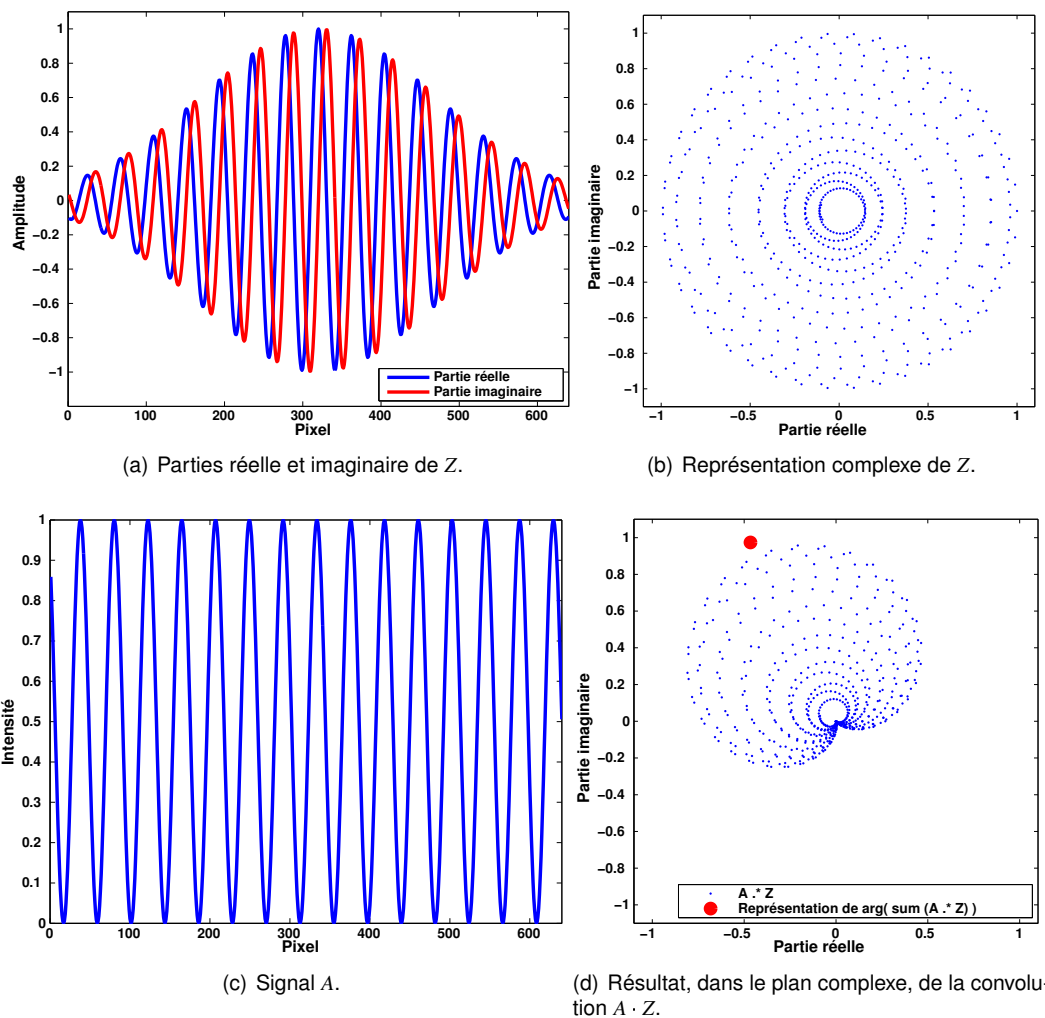 1
0.8
0.6
0.4
0.2
0
−0.2
−0.4
−0.6
−0.8
−1
Amplitude
0 100 200 300 400 500 600
Pixel
Partie réelle
Partie imaginaire
(a) Parties réelle et imaginaire de Z.
1
0.8
0.6
0.4
0.2
0
−0.2
−0.4
−0.6
−0.8
−1
Partie imaginaire
−1 −0.5 0 0.5 1
Partie réelle
(b) Représentation complexe de Z.
1
0.9
0.8
0.7
0.6
0.5
0.4
0.3
0.2
0.1
0
Intensité
0 100 200 300 400 500 600
Pixel
(c) Signal A.
1
0.8
0.6
0.4
0.2
0
−0.2
−0.4
−0.6
−0.8
−1
Partie imaginaire
−1 −0.5 0 0.5 1
Partie réelle
A .* Z
Représentation de arg( sum (A .* Z) )
(d) Résultat, dans le plan complexe, de la convolu-
tion A · Z.